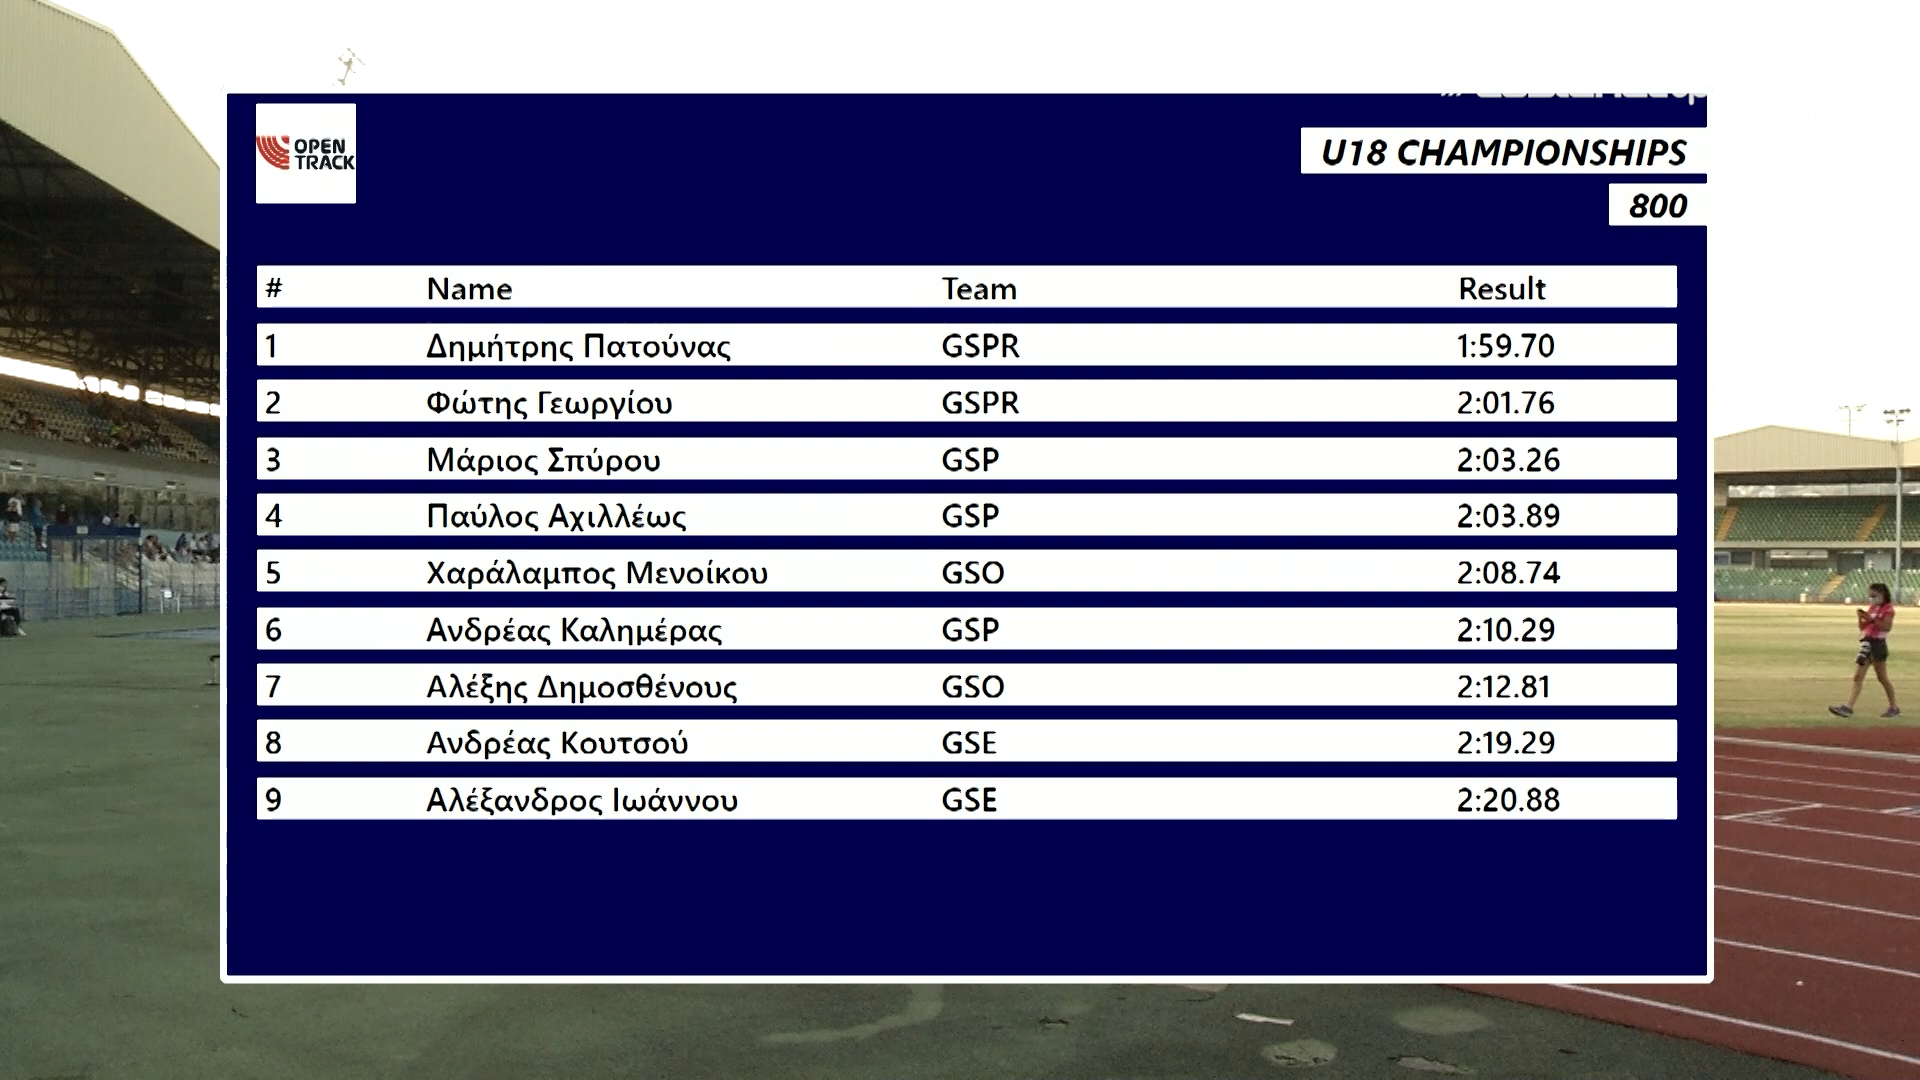 OPEN
TRACK
U18 CHAMPIONSHIPS
800
# Name Team Result
1 Δημήτρης Πατούνας GSPR 1:59.70
2 Φώτης Γεωργίου GSPR 2:01.76
3 Μάριος Σπύρου GSP 2:03.26
4 Παύλος Αχιλλέως GSP 2:03.89
5 Χαράλαμπος Μενοίκου GSO 2:08.74
6 Ανδρέας Καλημέρας GSP 2:10.29
7 Αλέξης Δημοσθένους GSO 2:12.81
8 Ανδρέας Κουτσού GSE 2:19.29
9 Αλέξανδρος Ιωάννου GSE 2:20.88